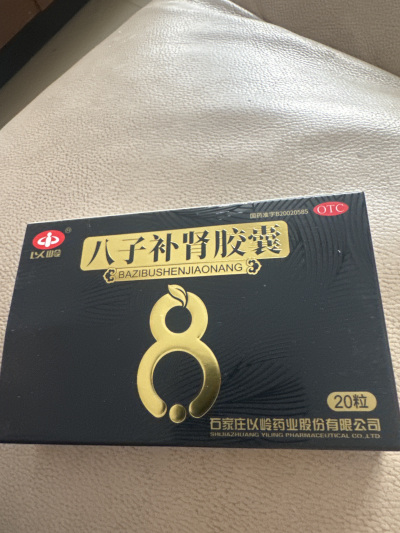 国药准字B20020585
OTC
以岭®
八子补肾胶囊
BAZIBUSHENJIAONANG
20粒
石家庄以岭药业股份有限公司
SHIJIAZHUANG YILING PHARMACEUTICAL CO.,LTD.